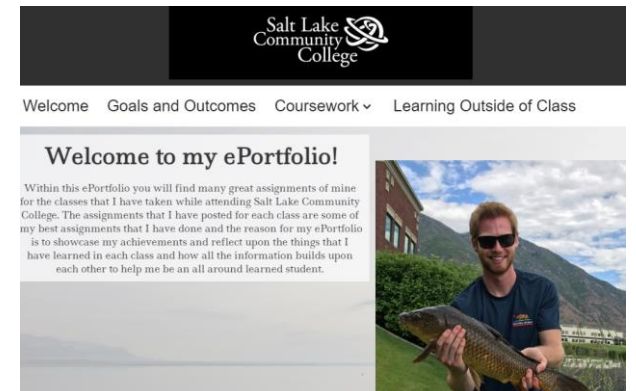 Salt Lake
Community
College
Welcome Goals and Outcomes Coursework Learning Outside of Class
Welcome to my ePortfolio!
Within this ePortfolio you will find many great assignments of mine
for the classes that I have taken while attending Salt Lake Community
College. The assignments that I have posted for each class are some of
my best assignments that I have done and the reason for my ePortfolio
is to showcase my achievements and reflect upon the things that I
have learned in each class and how all the information builds upon
each other to help me be an all around learned student.